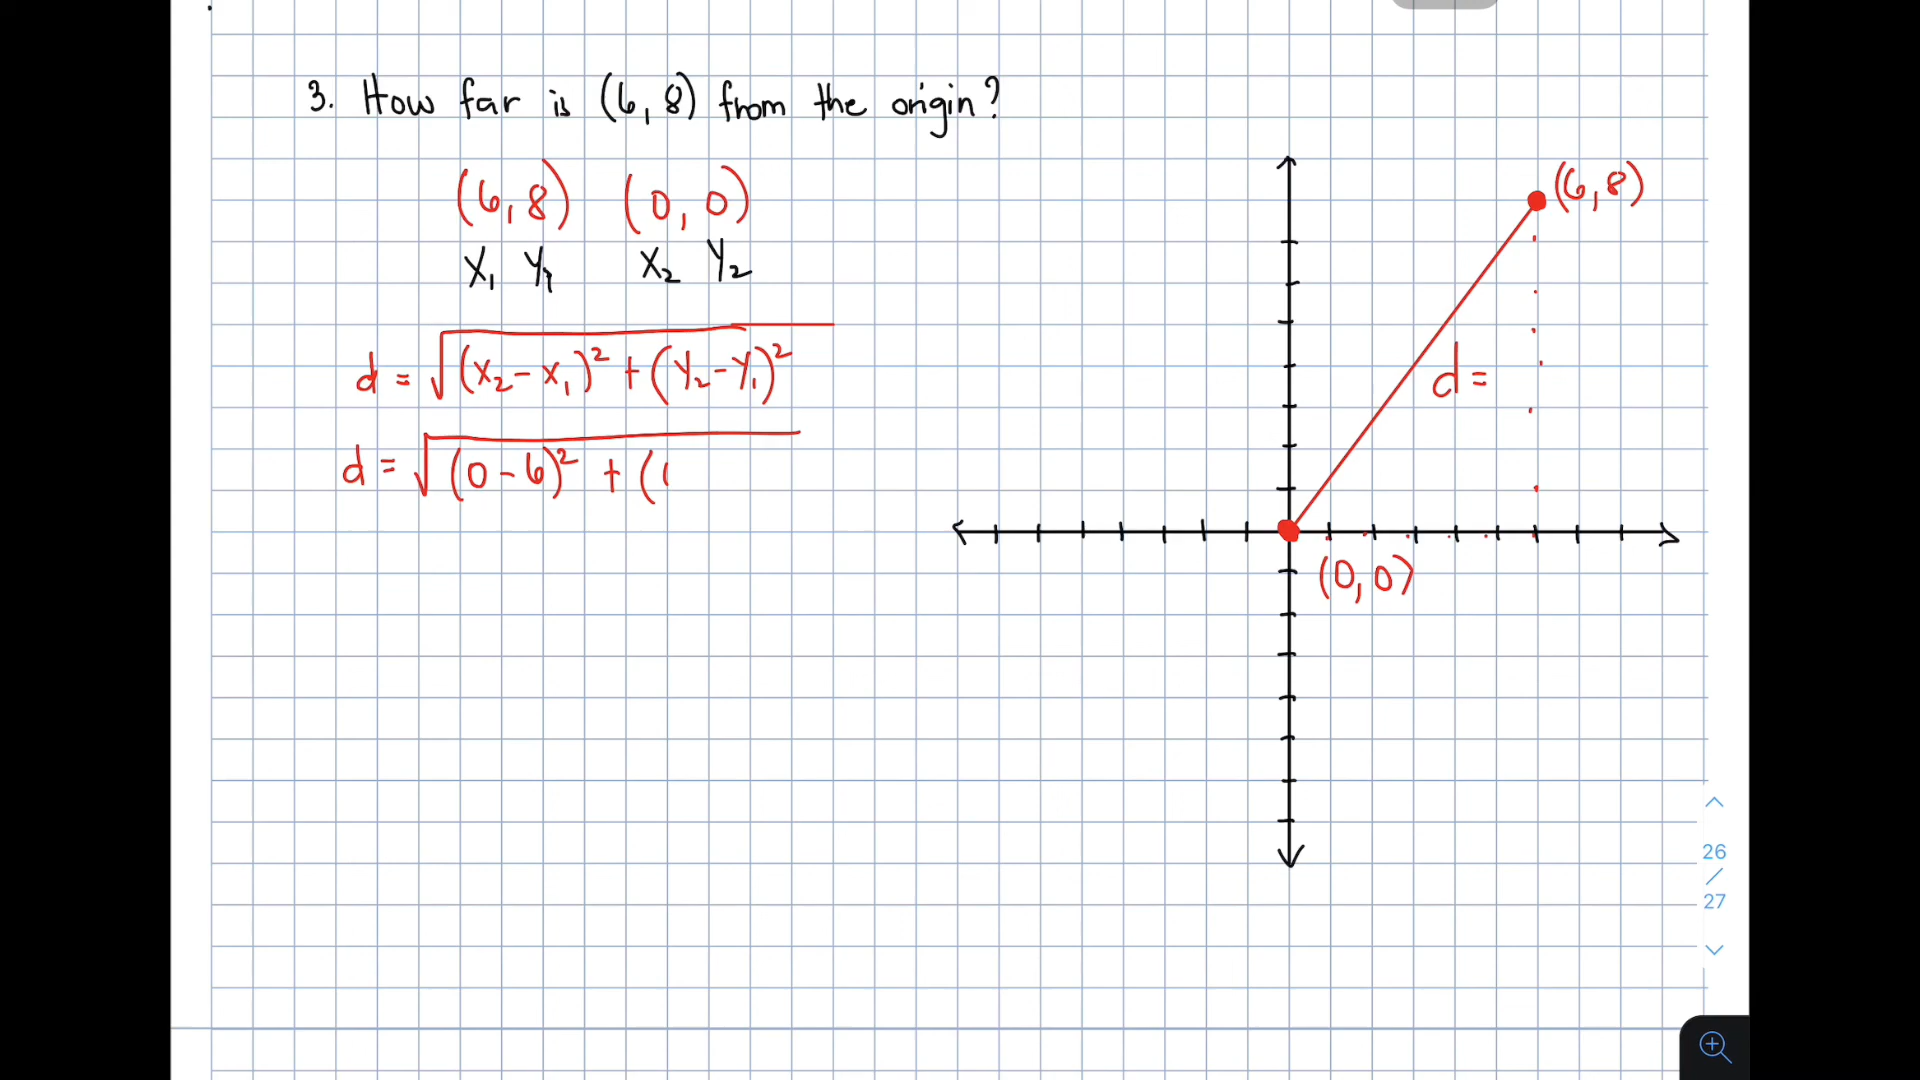 3. How far is (6, 8) from the origin?
(6, 8) (0, 0)
X₁ Y₁ X₂ Y₂
d = √(X₂ - X₁)² + (Y₂ - Y₁)²
d = √(0 - 6)² + (
(6, 8)
d =
(0, 0)
26
/
27